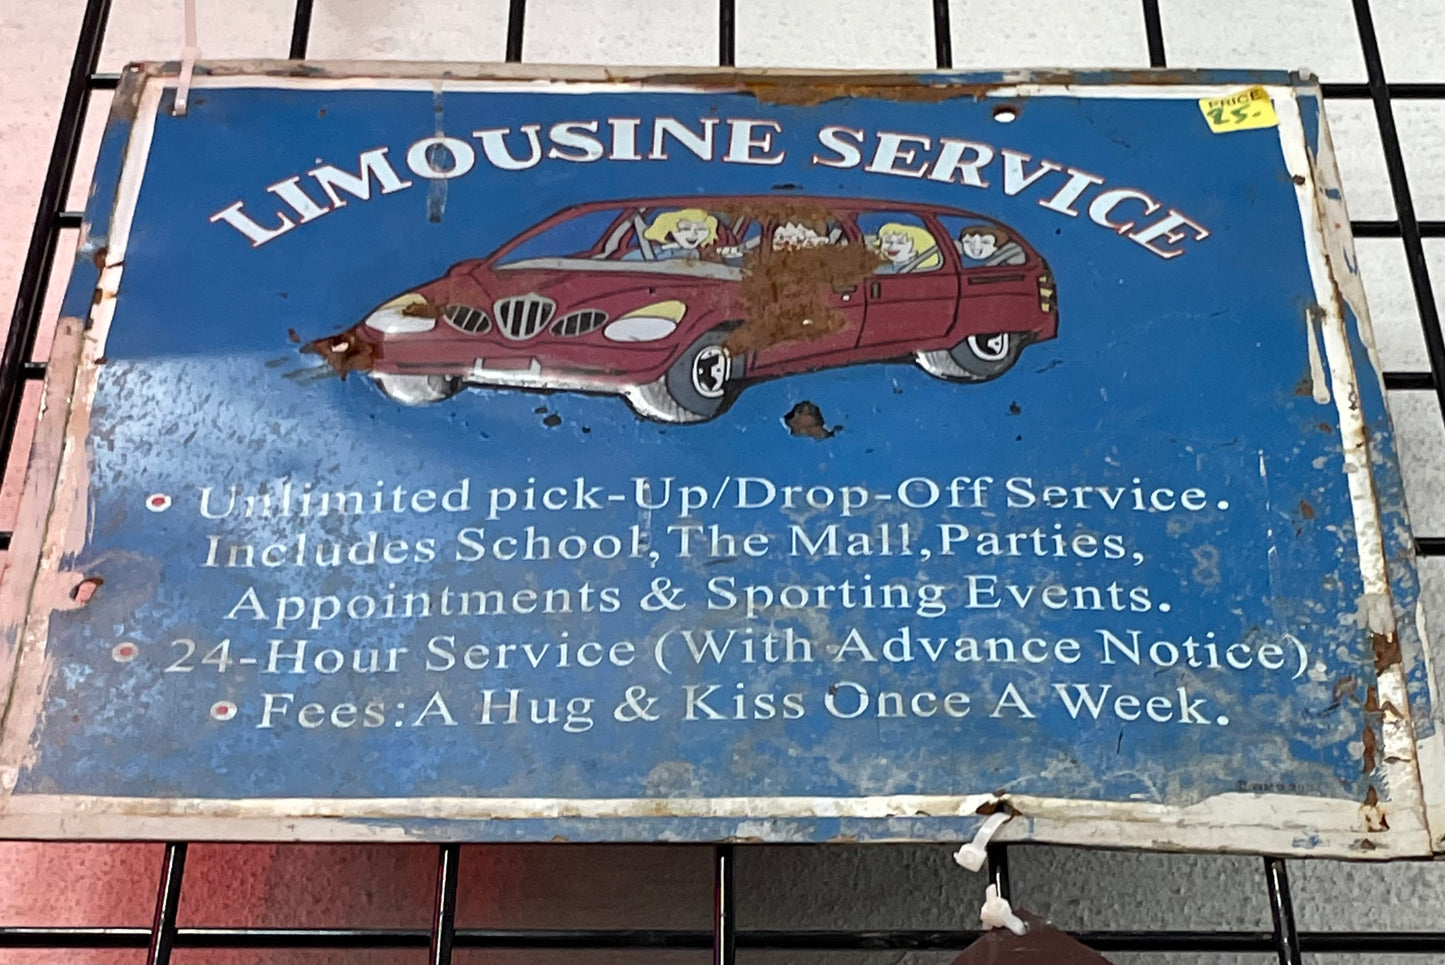 PRICE
25.-
LIMOUSINE SERVICE
• Unlimited pick-Up/Drop-Off Service.
Includes School,The Mall,Parties,
Appointments & Sporting Events.
• 24-Hour Service (With Advance Notice).
• Fees:A Hug & Kiss Once A Week.